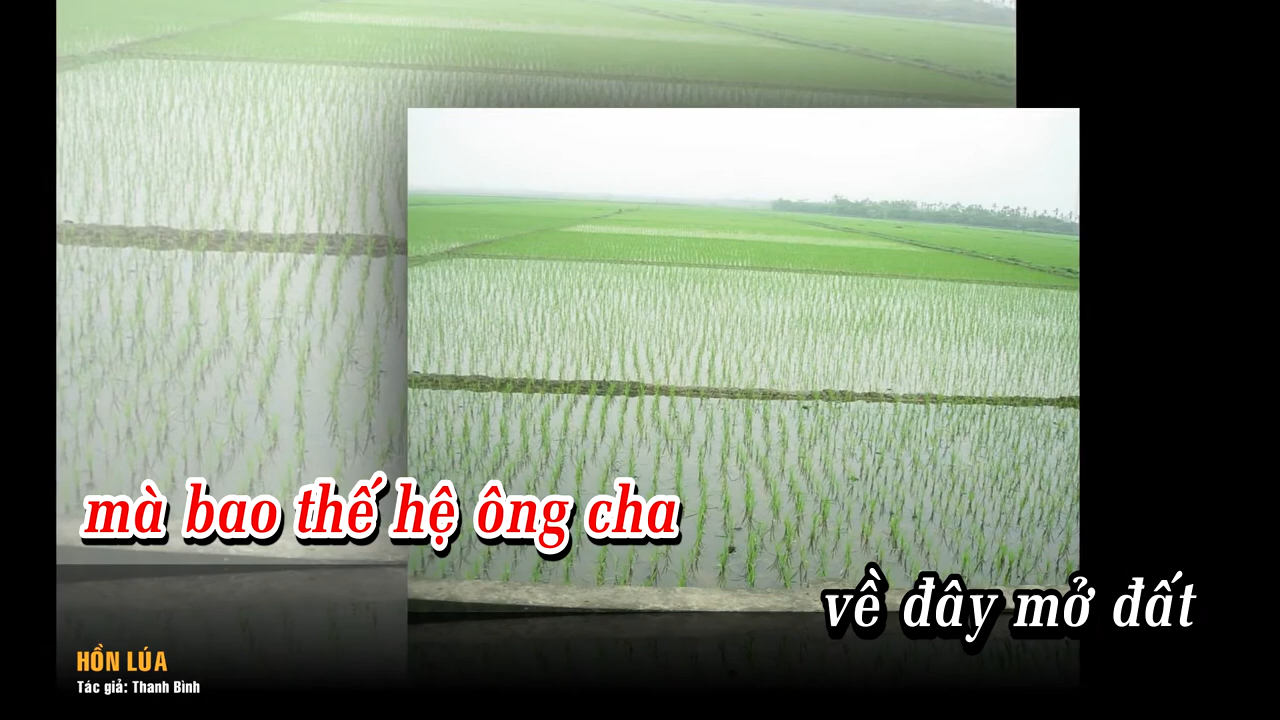 mà bao thế hệ ông cha
về đây mở đất
HỒN LÚA
Tác giả: Thanh Bình